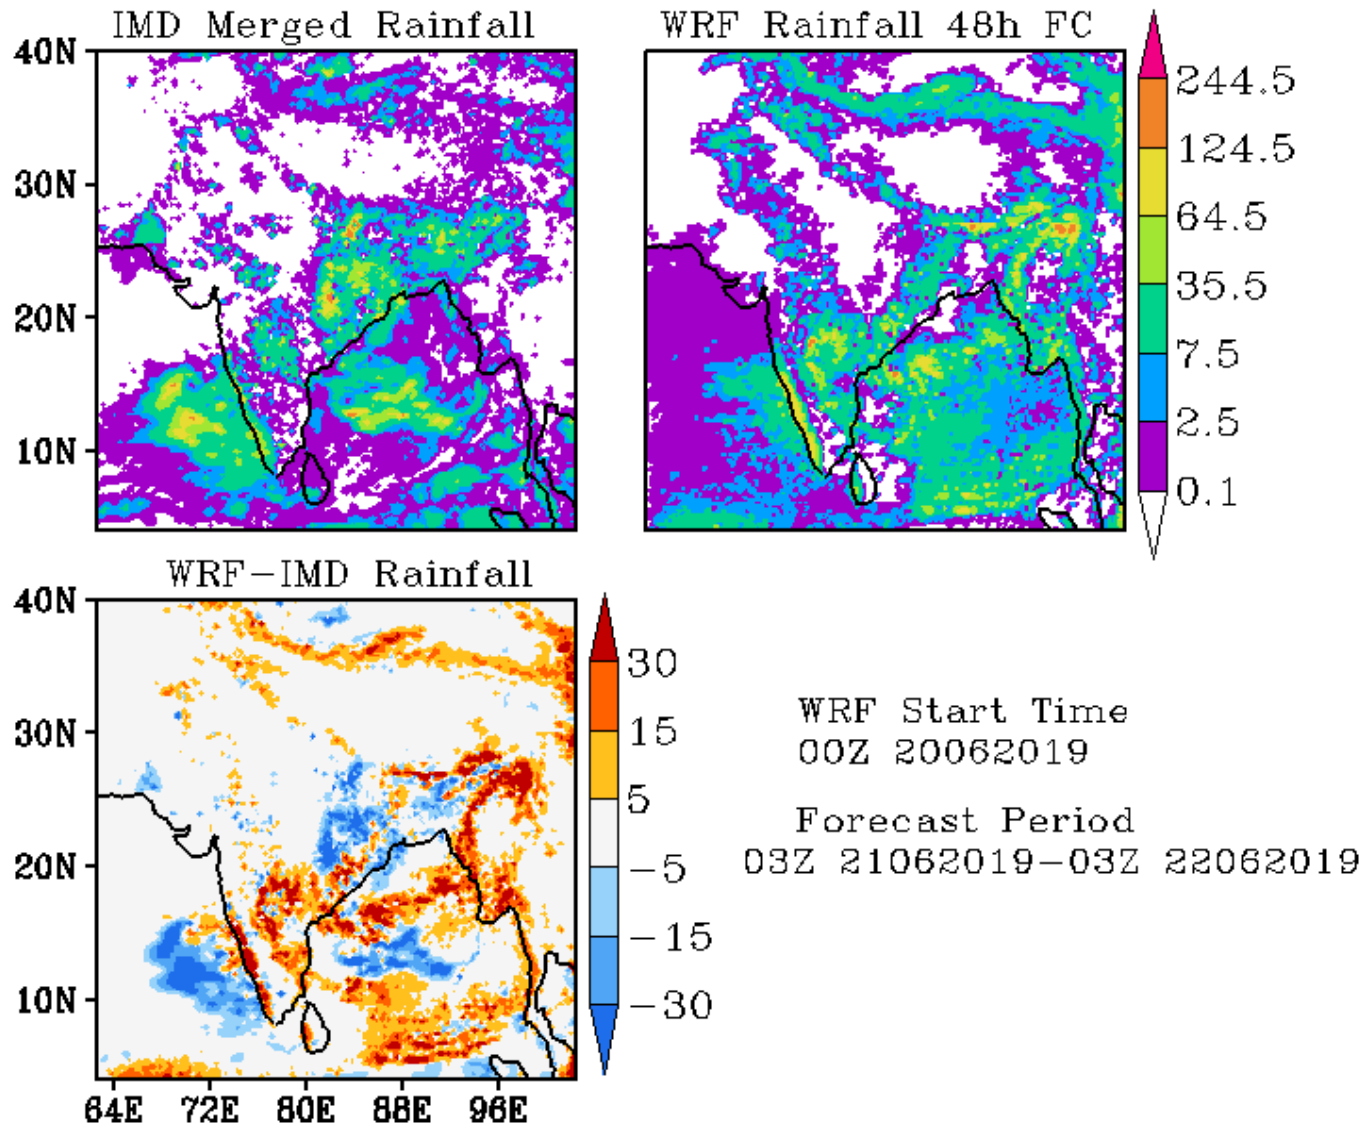 IMD Merged Rainfall
WRF Rainfall 48h FC
40N
30N
20N
10N
244.5
124.5
64.5
35.5
7.5
2.5
0.1
WRF-IMD Rainfall
40N
30N
20N
10N
64E 72E 80E 88E 96E
30
15
5
-5
-15
-30
WRF Start Time
00Z 20062019
Forecast Period
03Z 21062019-03Z 22062019